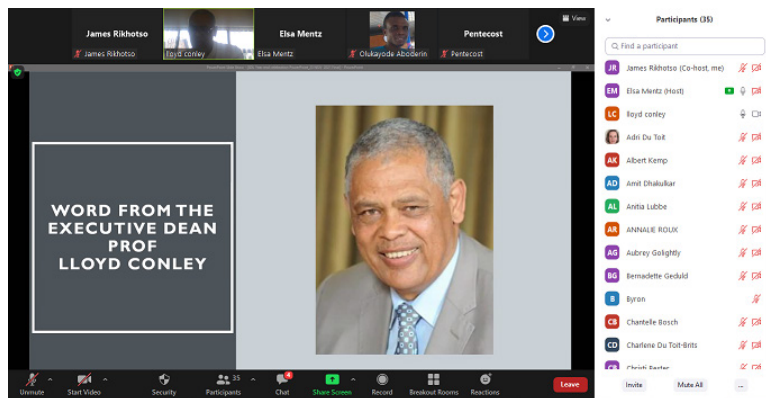 James Rikhotso
Elsa Mentz
Pentecost
View
James Rikhotso
lloyd conley
Elsa Mentz
Olukayode Aboderin
Pentecost
WORD FROM THE
EXECUTIVE DEAN
PROF
LLOYD CONLEY
Unmute
Start Video
Security
35
Participants
4
Chat
Share Screen
Record
Breakout Rooms
Reactions
Leave
Participants (35)
Find a participant
JR James Rikhotso (Co-host, me)
EM Elsa Mentz (Host)
LC lloyd conley
Adri Du Toit
AK Albert Kemp
AD Amit Dhakulkar
AL Anitia Lubbe
AR ANNALIE ROUX
AG Aubrey Golightly
BG Bernadette Geduld
B Byron
CB Chantelle Bosch
CD Charlene Du Toit-Brits
Invite
Mute All
...